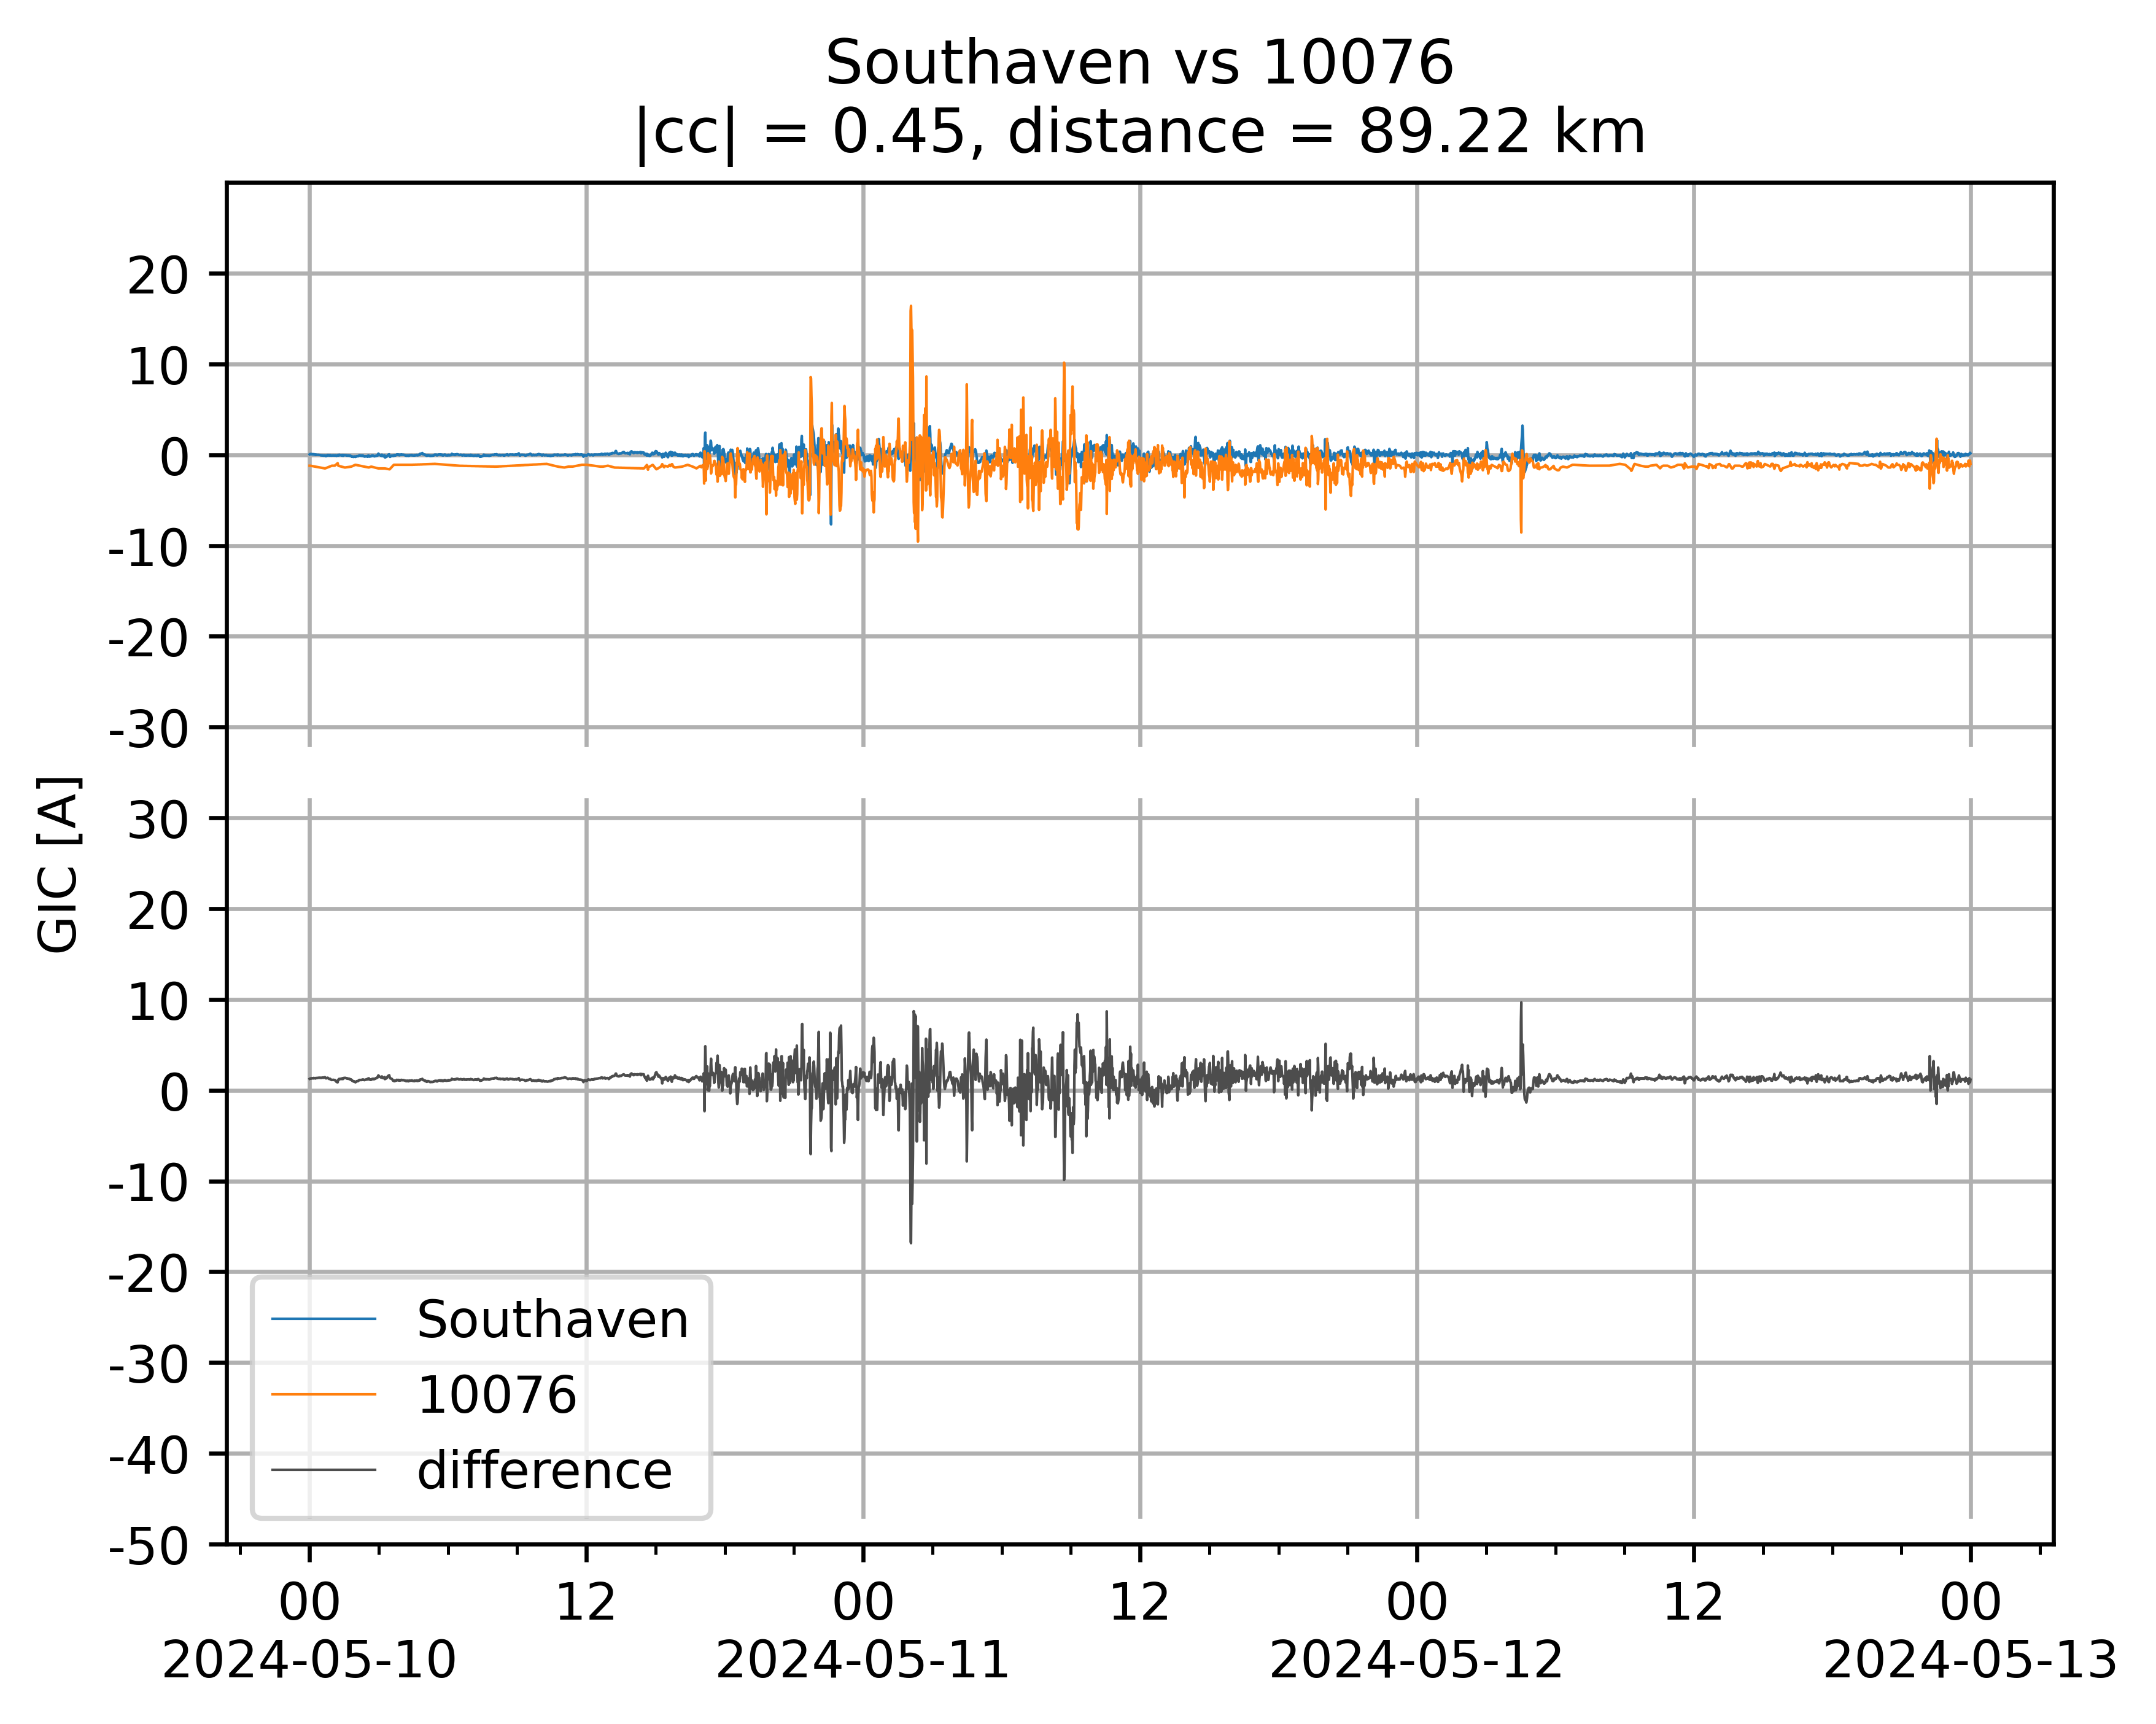 Southaven vs 10076
|cc| = 0.45, distance = 89.22 km
GIC [A]
20
10
0
-10
-20
-30
30
20
10
0
-10
-20
-30
-40
-50
Southaven
10076
difference
00 12 00 12 00 12 00
2024-05-10 2024-05-11 2024-05-12 2024-05-13